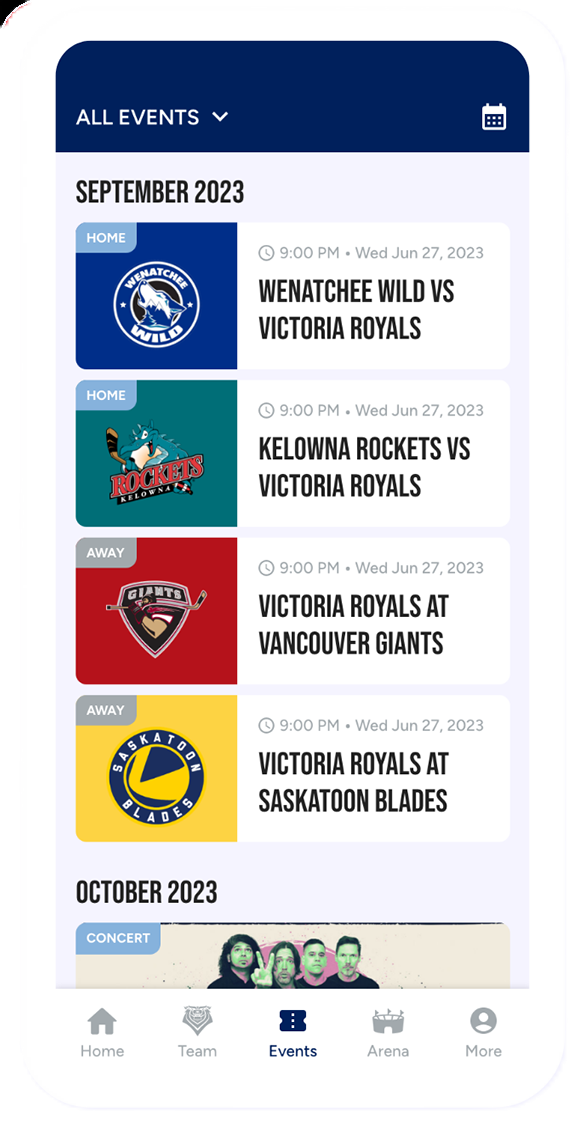 ALL EVENTS
SEPTEMBER 2023
HOME
WENATCHEE
WILD
9:00 PM • Wed Jun 27, 2023
WENATCHEE WILD VS
VICTORIA ROYALS
HOME
ROCKETS
KELOWNA
9:00 PM • Wed Jun 27, 2023
KELOWNA ROCKETS VS
VICTORIA ROYALS
AWAY
GIANTS
9:00 PM • Wed Jun 27, 2023
VICTORIA ROYALS AT
VANCOUVER GIANTS
AWAY
SASKATOON
BLADES
9:00 PM • Wed Jun 27, 2023
VICTORIA ROYALS AT
SASKATOON BLADES
OCTOBER 2023
CONCERT
Home
Team
Events
Arena
More